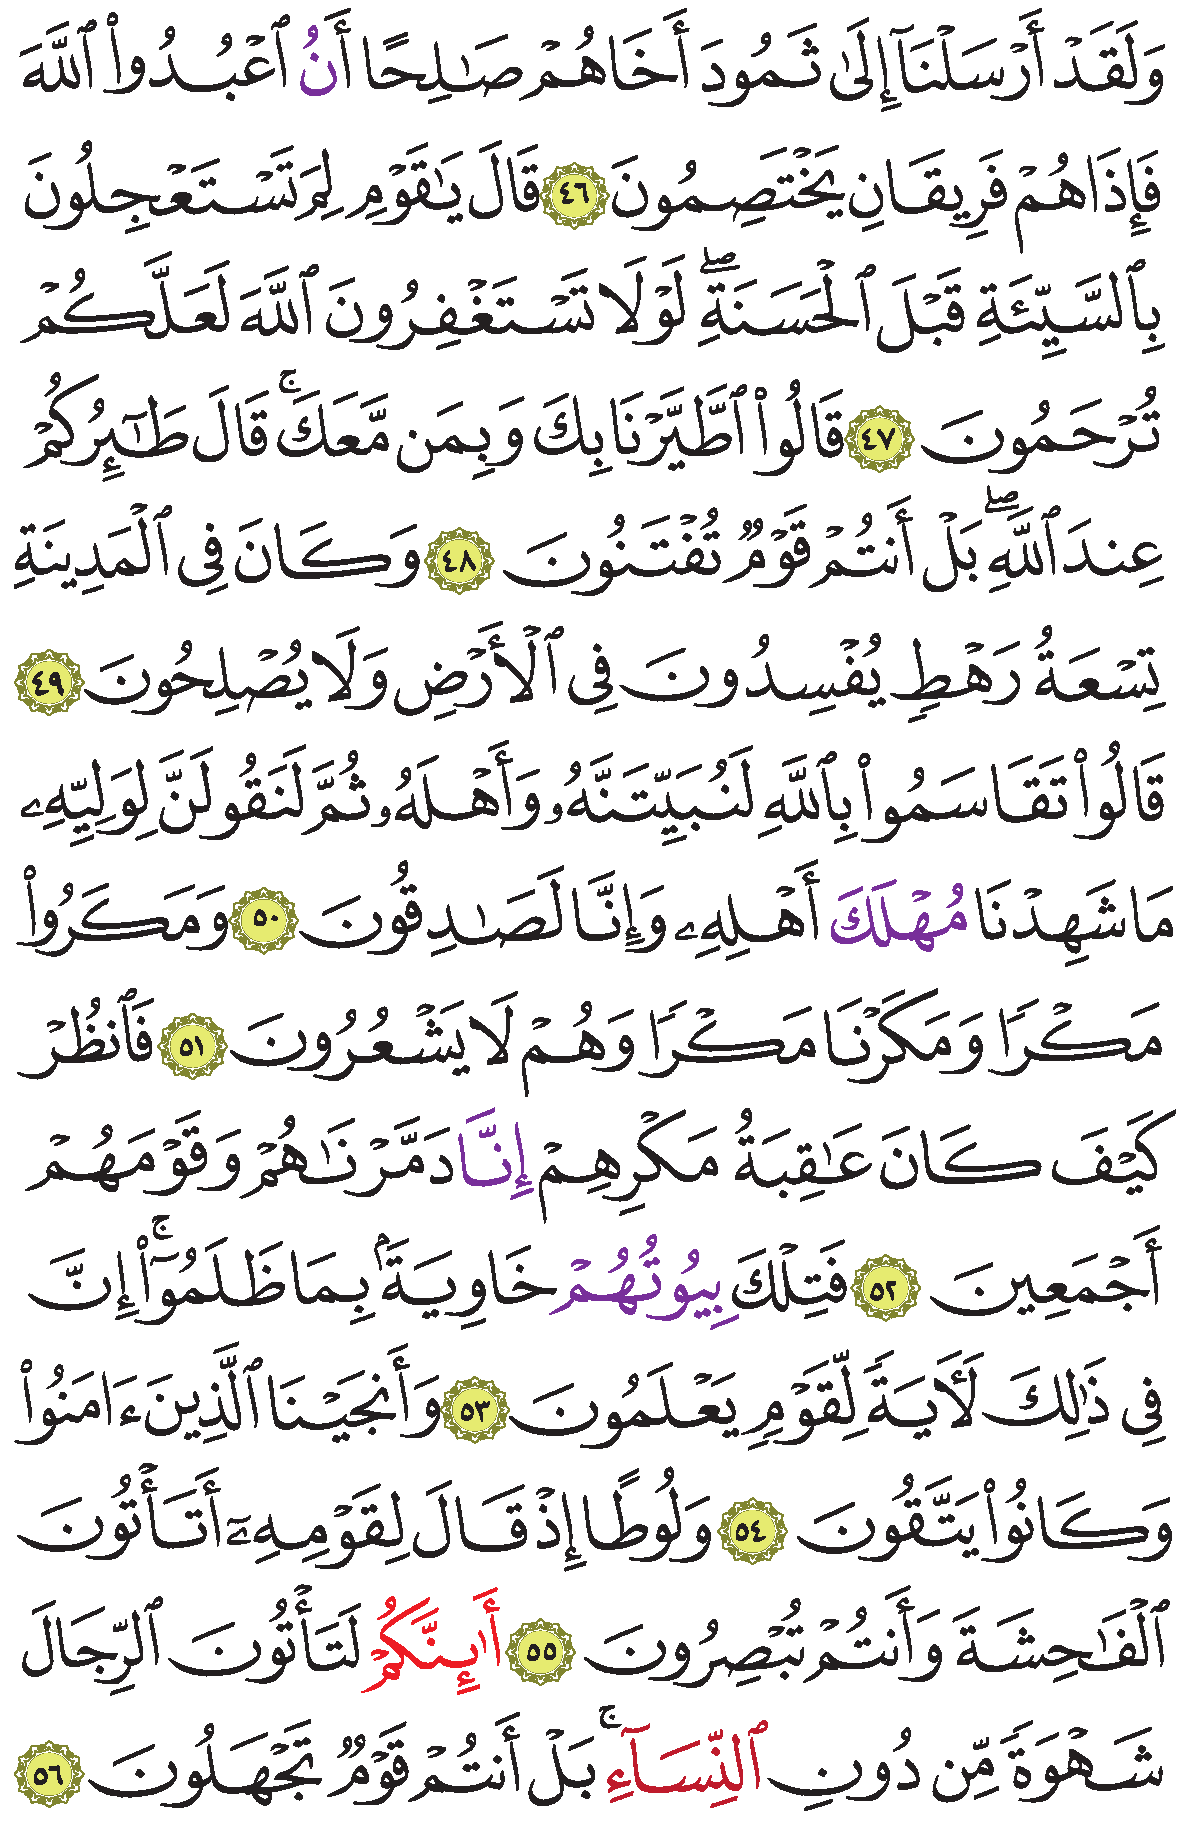 وَلَقَدْ أَرْسَلْنَآ إِلَىٰ ثَمُودَ أَخَاهُمْ صَـٰلِحًا أَنُ ٱعْبُدُوا۟ ٱللَّهَ
فَإِذَا هُمْ فَرِيقَانِ يَخْتَصِمُونَ ٤٦ قَالَ يَـٰقَوْمِ لِمَ تَسْتَعْجِلُونَ
بِٱلسَّيِّئَةِ قَبْلَ ٱلْحَسَنَةِ ۖ لَوْلَا تَسْتَغْفِرُونَ ٱللَّهَ لَعَلَّكُمْ
تُرْحَمُونَ ٤٧ قَالُوا۟ ٱطَّيَّرْنَا بِكَ وَبِمَن مَّعَكَ ۚ قَالَ طَـٰٓئِرُكُمْ
عِندَ ٱللَّهِ ۖ بَلْ أَنتُمْ قَوْمٌ تُفْتَنُونَ ٤٨ وَكَانَ فِى ٱلْمَدِينَةِ
تِسْعَةُ رَهْطٍ يُفْسِدُونَ فِى ٱلْأَرْضِ وَلَا يُصْلِحُونَ ٤٩
قَالُوا۟ تَقَاسَمُوا۟ بِٱللَّهِ لَنُبَيِّتَنَّهُۥ وَأَهْلَهُۥ ثُمَّ لَنَقُولَنَّ لِوَلِيِّهِۦ
مَا شَهِدْنَا مُهْلَكَ أَهْلِهِۦ وَإِنَّا لَصَـٰدِقُونَ ٥٠ وَمَكَرُوا۟
مَكْرًا وَمَكَرْنَا مَكْرًا وَهُمْ لَا يَشْعُرُونَ ٥١ فَٱنظُرْ
كَيْفَ كَانَ عَـٰقِبَةُ مَكْرِهِمْ إِنَّا دَمَّرْنَـٰهُمْ وَقَوْمَهُمْ
أَجْمَعِينَ ٥٢ فَتِلْكَ بِيُوتُهُمْ خَاوِيَةَۢ بِمَا ظَلَمُوٓا۟ ۚ إِنَّ
فِى ذَٰلِكَ لَـَٔايَةً لِّقَوْمٍ يَعْلَمُونَ ٥٣ وَأَنجَيْنَا ٱلَّذِينَ ءَامَنُوا۟
وَكَانُوا۟ يَتَّقُونَ ٥٤ وَلُوطًا إِذْ قَالَ لِقَوْمِهِۦٓ أَتَأْتُونَ
ٱلْفَـٰحِشَةَ وَأَنتُمْ تُبْصِرُونَ ٥٥ أَـٰئِنَّكُمْ لَتَأْتُونَ ٱلرِّجَالَ
شَهْوَةً مِّن دُونِ ٱلنِّسَآءِ ۚ بَلْ أَنتُمْ قَوْمٌ تَجْهَلُونَ ٥٦